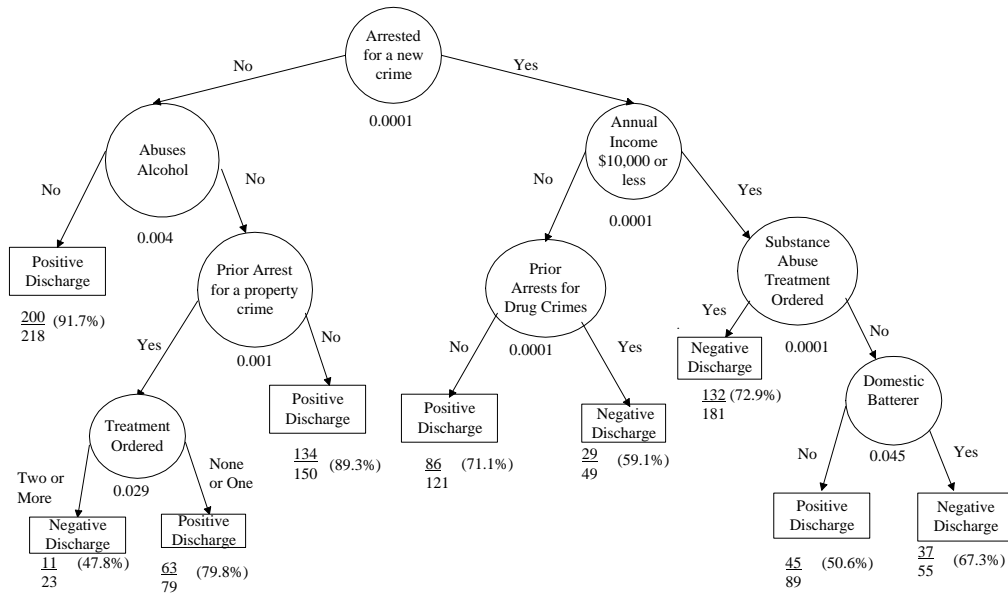 Arrested
for a new
crime
No
Yes
0.0001
Abuses
Alcohol
Annual
Income
$10,000 or
less
No
No
No
Yes
0.004
0.0001
Positive
Discharge
200
218
(91.7%)
Prior Arrest
for a property
crime
Prior
Arrests for
Drug Crimes
Substance
Abuse
Treatment
Ordered
Yes
No
0.001
No
Yes
0.0001
Yes
No
0.0001
Treatment
Ordered
Positive
Discharge
134
150
(89.3%)
Positive
Discharge
86
121
(71.1%)
Negative
Discharge
29
49
(59.1%)
Negative
Discharge
132
181
(72.9%)
Domestic
Batterer
Two or
More
0.029
None
or One
No
0.045
Yes
Negative
Discharge
11
23
(47.8%)
Positive
Discharge
63
79
(79.8%)
Positive
Discharge
45
89
(50.6%)
Negative
Discharge
37
55
(67.3%)